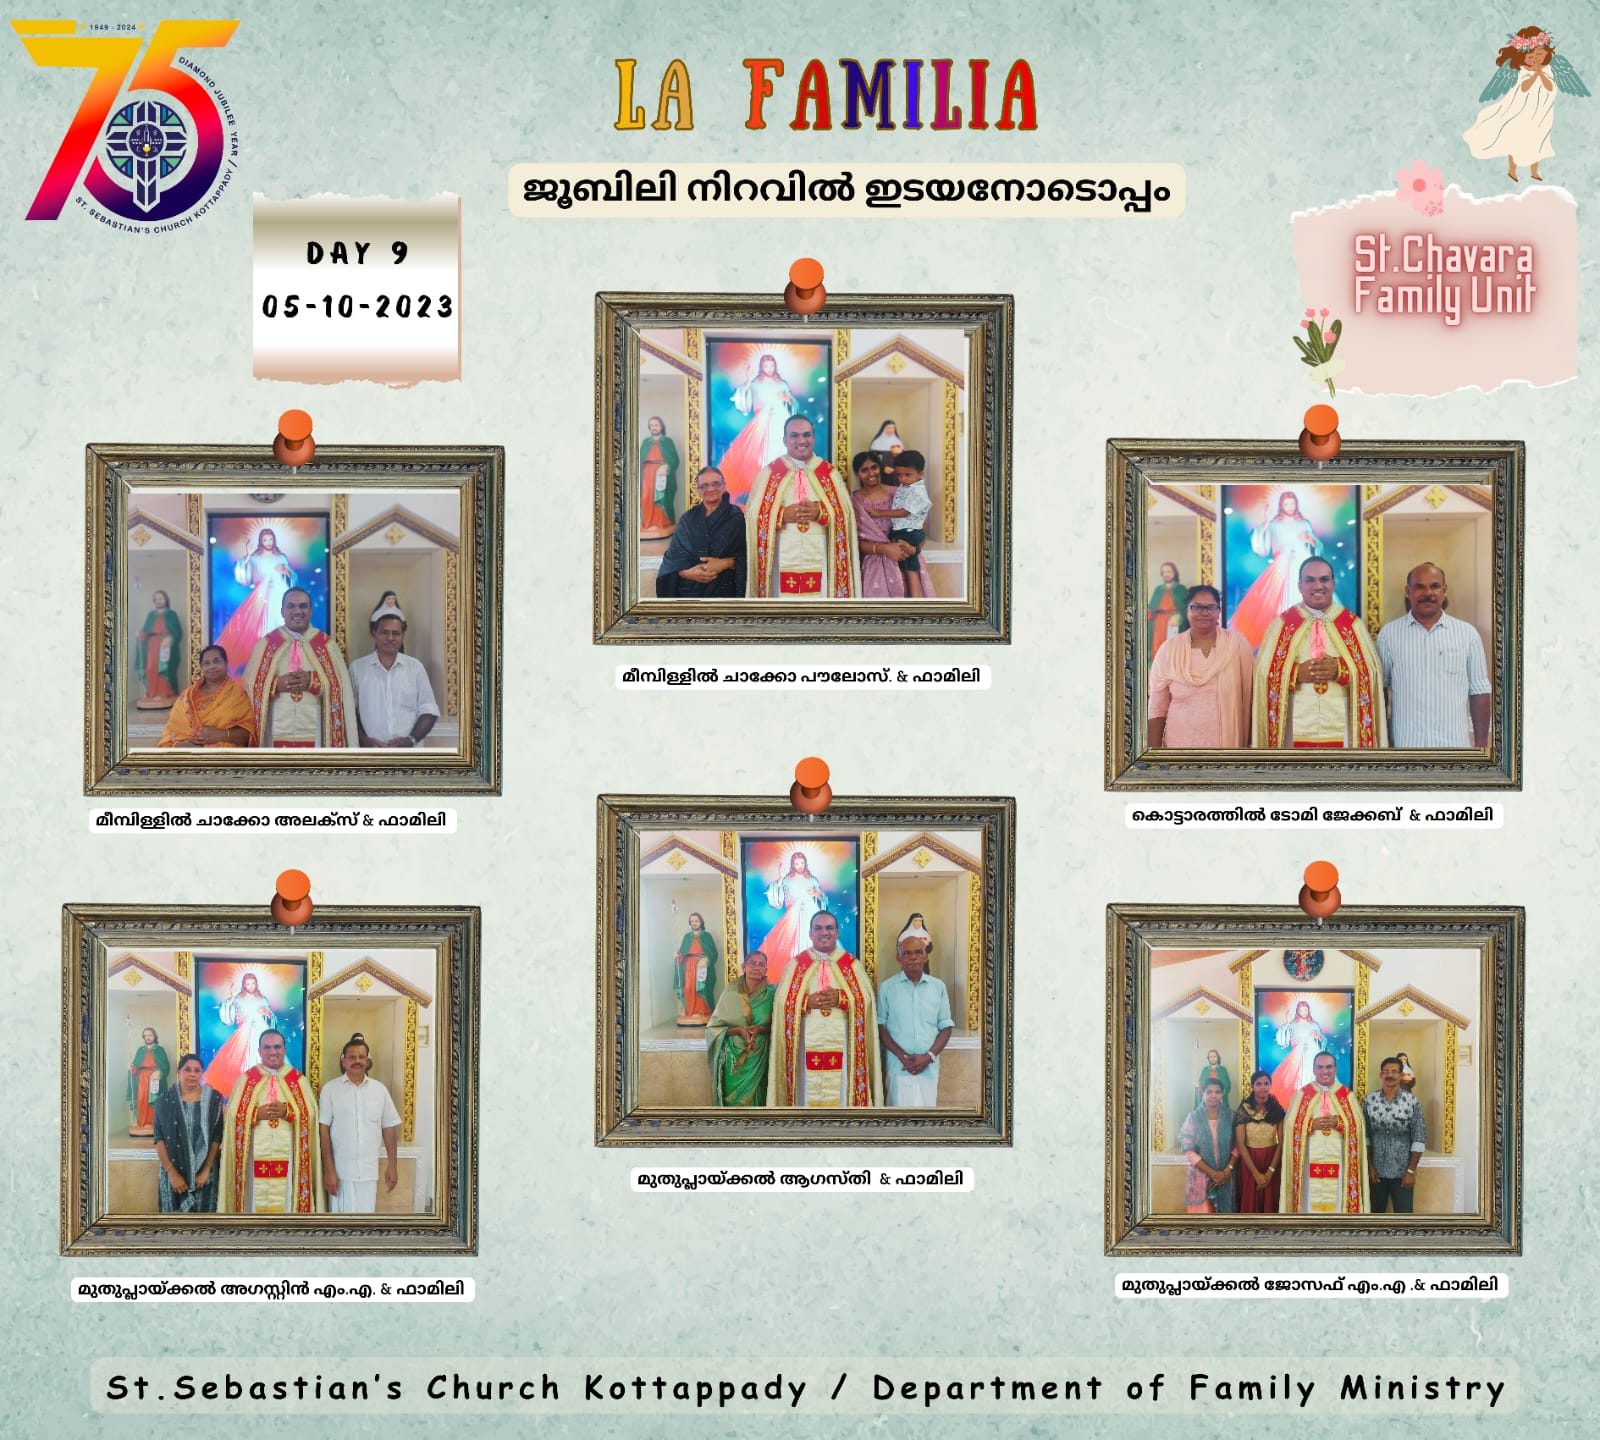 1949 - 2024
75
DIAMOND JUBILEE YEAR /
ST. SEBASTIAN'S CHURCH KOTTAPPADY
LA FAMILIA
ജൂബിലി നിറവിൽ ഇടയനോടൊപ്പം
DAY 9
05-10-2023
St.Chavara
Family Unit
മീമ്പിള്ളിൽ ചാക്കോ പൗലോസ്. & ഫാമിലി
മീമ്പിള്ളിൽ ചാക്കോ അലക്സ് & ഫാമിലി
കൊട്ടാരത്തിൽ ടോമി ജേക്കബ് & ഫാമിലി
മുതുപ്ലായ്ക്കൽ ആഗസ്തി & ഫാമിലി
മുതുപ്ലായ്ക്കൽ അഗസ്റ്റിൻ എം.എ. & ഫാമിലി
മുതുപ്ലായ്ക്കൽ ജോസഫ് എം.എ .& ഫാമിലി
St.Sebastian's Church Kottappady / Department of Family Ministry